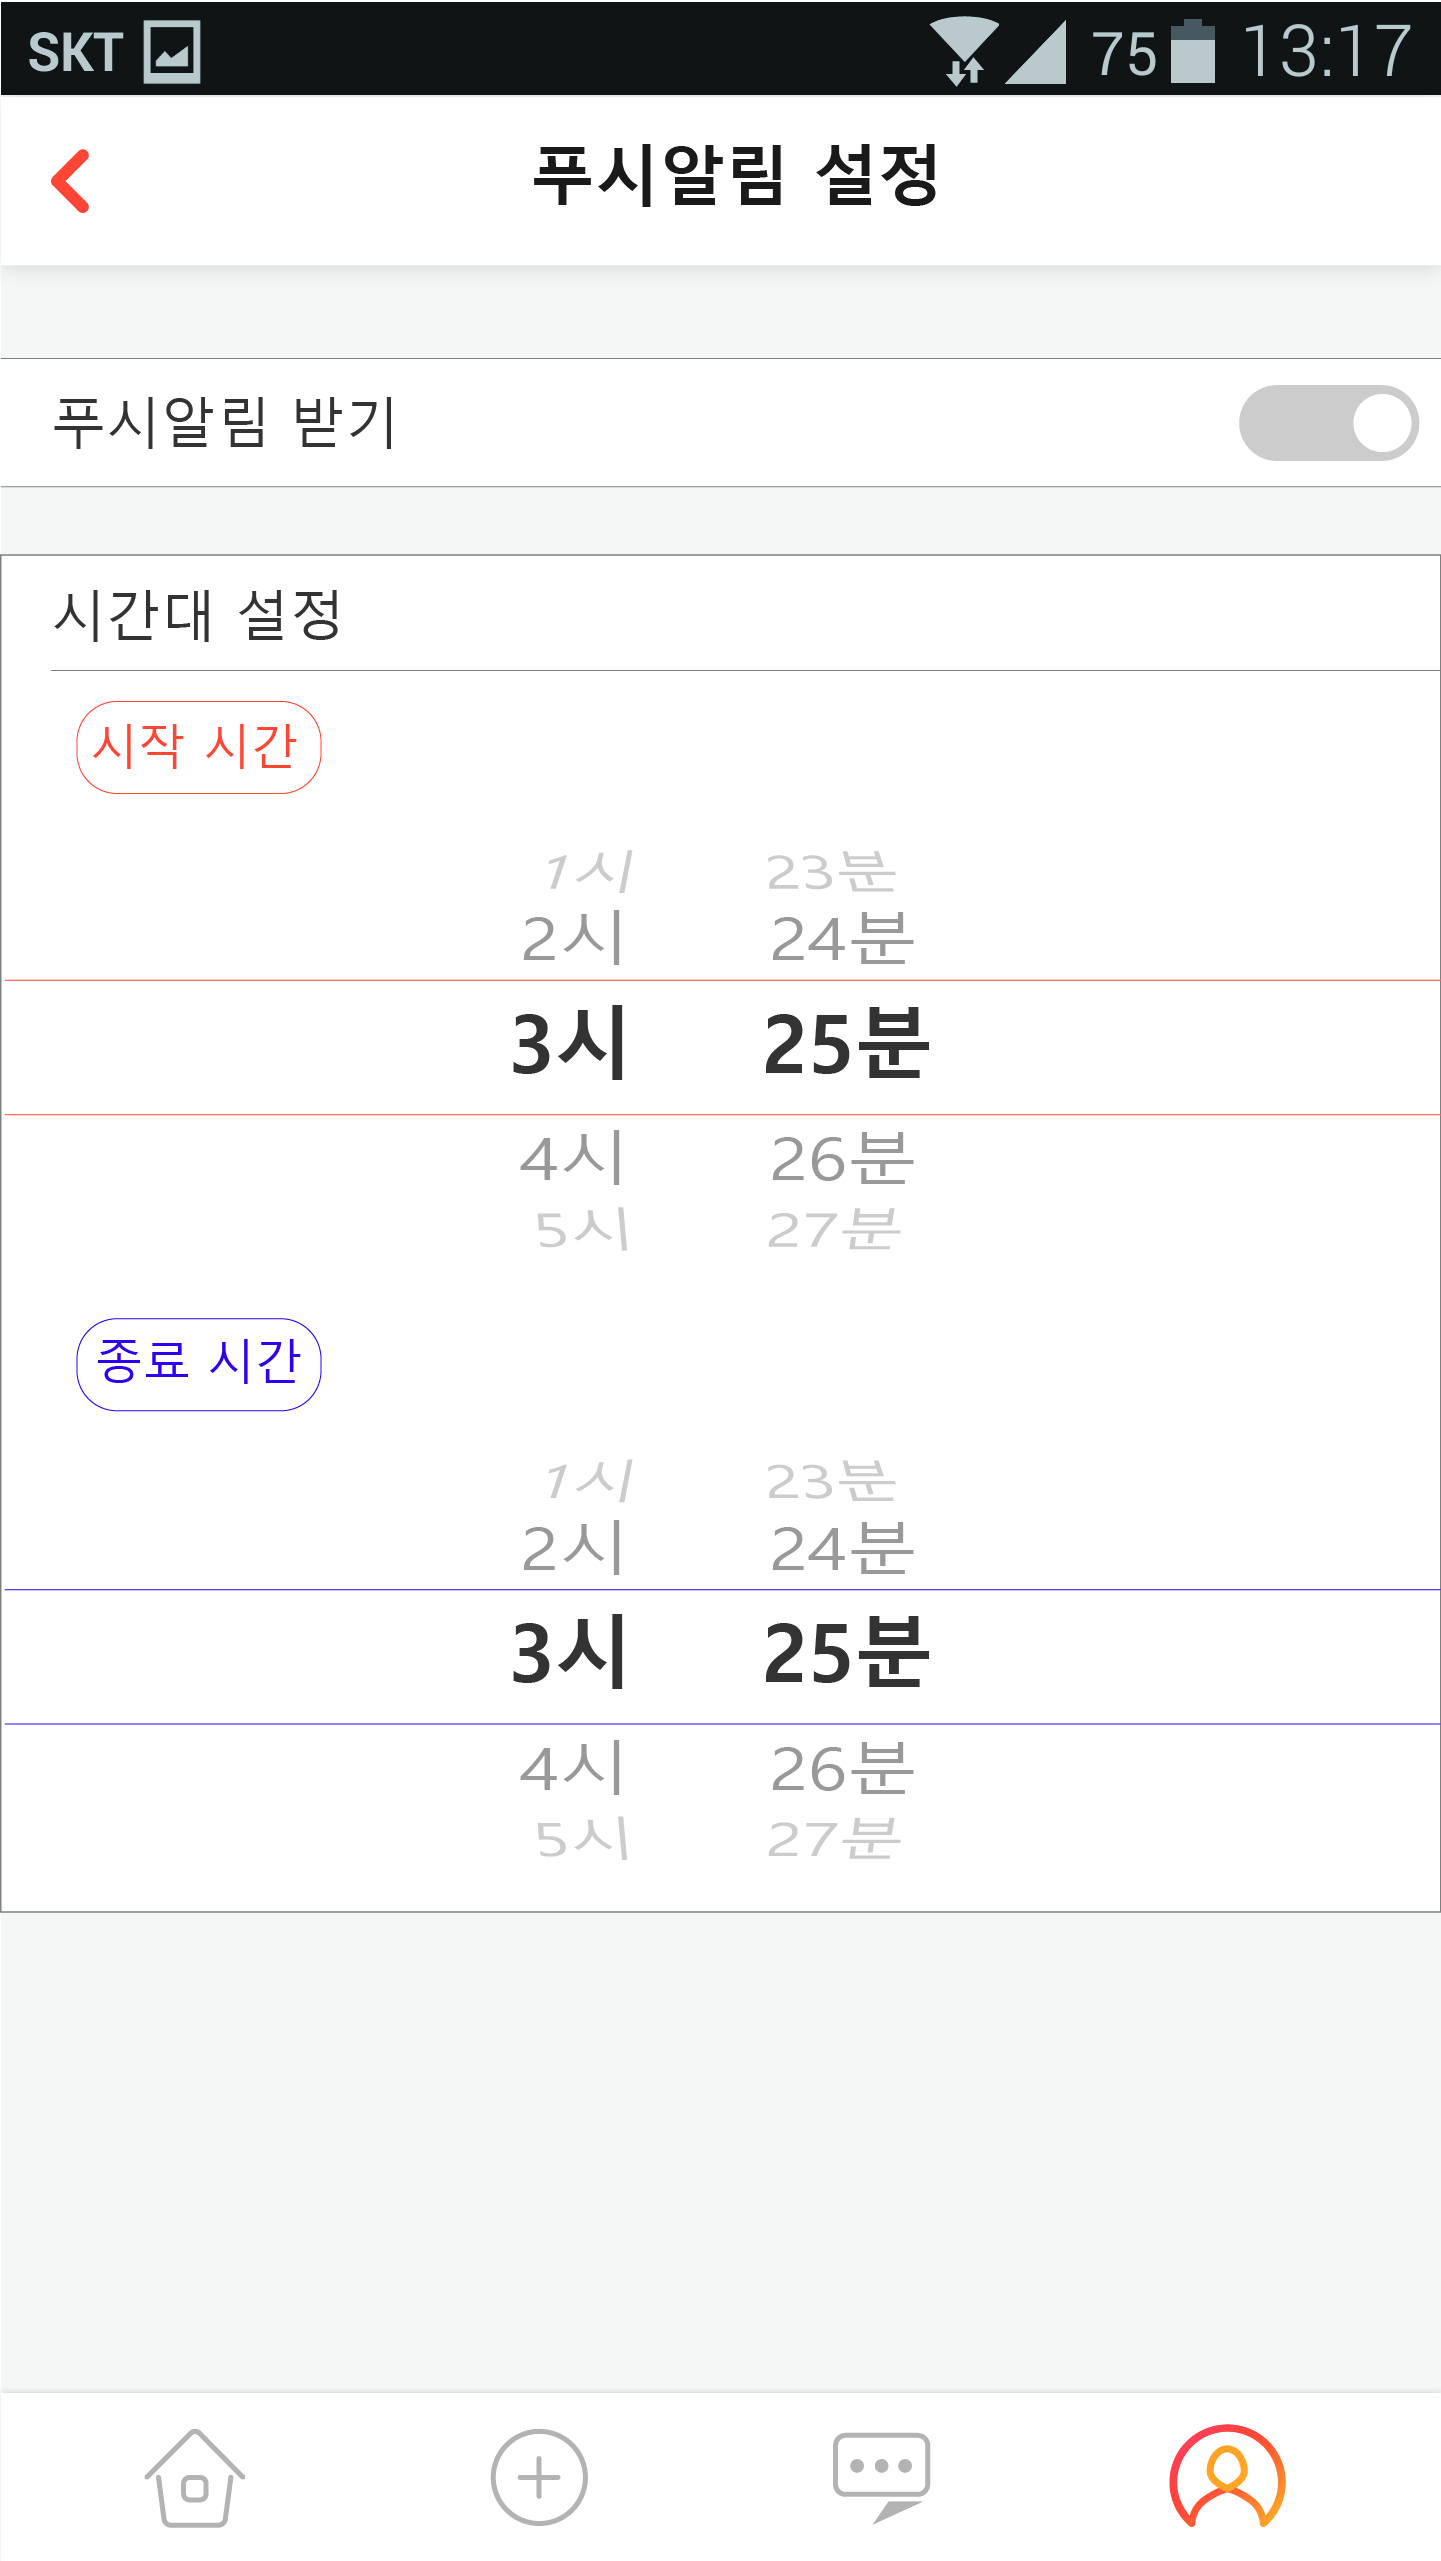 SKT 75 13:17
푸시알림 설정
푸시알림 받기
시간대 설정
시작 시간
1시 23분
2시 24분
3시 25분
4시 26분
5시 27분
종료 시간
1시 23분
2시 24분
3시 25분
4시 26분
5시 27분